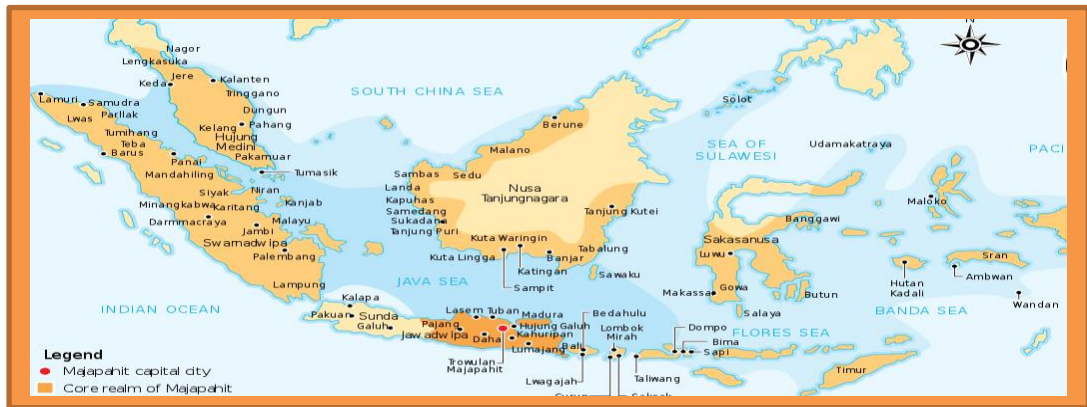 N
Nagor
Lengkasuka
Jere
Keda
Kalanten
Tringgano
Dungun
Pahang
Kelang
Hujung
Medini
Pakamuar
Tumasik
Lamuri
Samudra
Lwas
Parllak
Tumihang
Teba
Barus
Panai
Mandahiling
Siyak
Niran
Minangkabwa
Karitang
Kanjab
Darmmacraya
Malayu
Jambi
Swarnadwipa
Palembang
Lampung
SOUTH CHINA SEA
Berune
Malano
Sambas
Sedu
Landa
Kapuhas
Samedang
Sukadana
Tanjung Puri
Nusa
Tanjungnagara
Tanjung Kutei
Kuta Waringin
Kuta Lingga
Tabalung
Banjar
Katingan
Sampit
Sawaku
Solot
SEA OF
SULAWESI
Udamakatraya
PACI
Maloko
Banggawi
Sakasanusa
Luwu
Makassa
Gowa
Butun
Salaya
Hutan
Kadali
Sran
Ambwan
Wandan
BANDA SEA
FLORES SEA
JAVA SEA
INDIAN OCEAN
Kalapa
Pakuan
Sunda
Galuh
Lasem
Tuban
Madura
Pajang
Hujung Galuh
Jawadwipa
Daha
Kahuripan
Lumajang
Trowulan
Majapahit
Bali
Bedahulu
Lwagajah
Lombok
Mirah
Taliwang
Dompo
Bima
Sapi
Timur
Legend
Majapahit capital city
Core realm of Majapahit